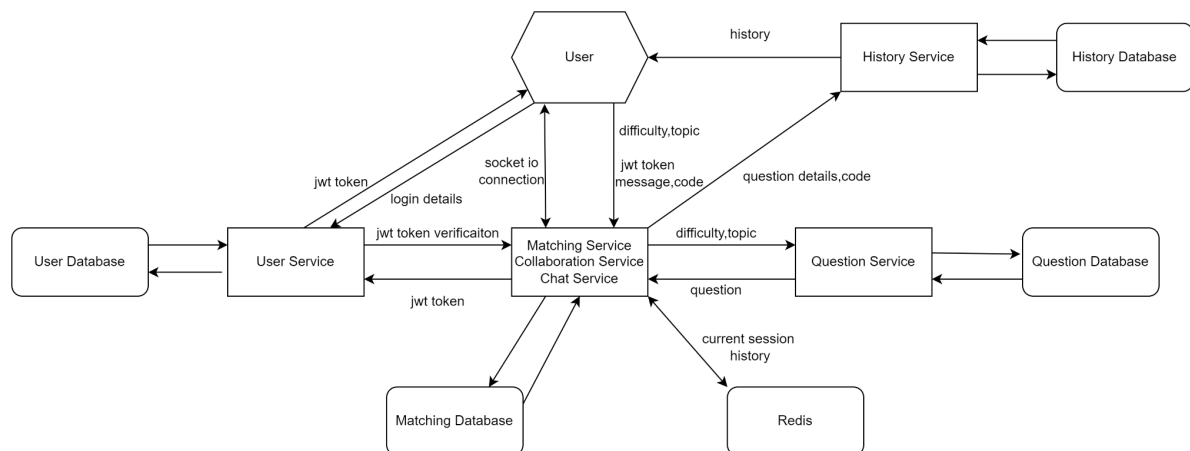 history
User
History Service
History Database
difficulty,topic
socket io
connection
jwt token
message,code
question details,code
jwt token
login details
User Database
User Service
jwt token verificaiton
Matching Service
Collaboration Service
Chat Service
difficulty,topic
Question Service
Question Database
jwt token
question
current session
history
Matching Database
Redis